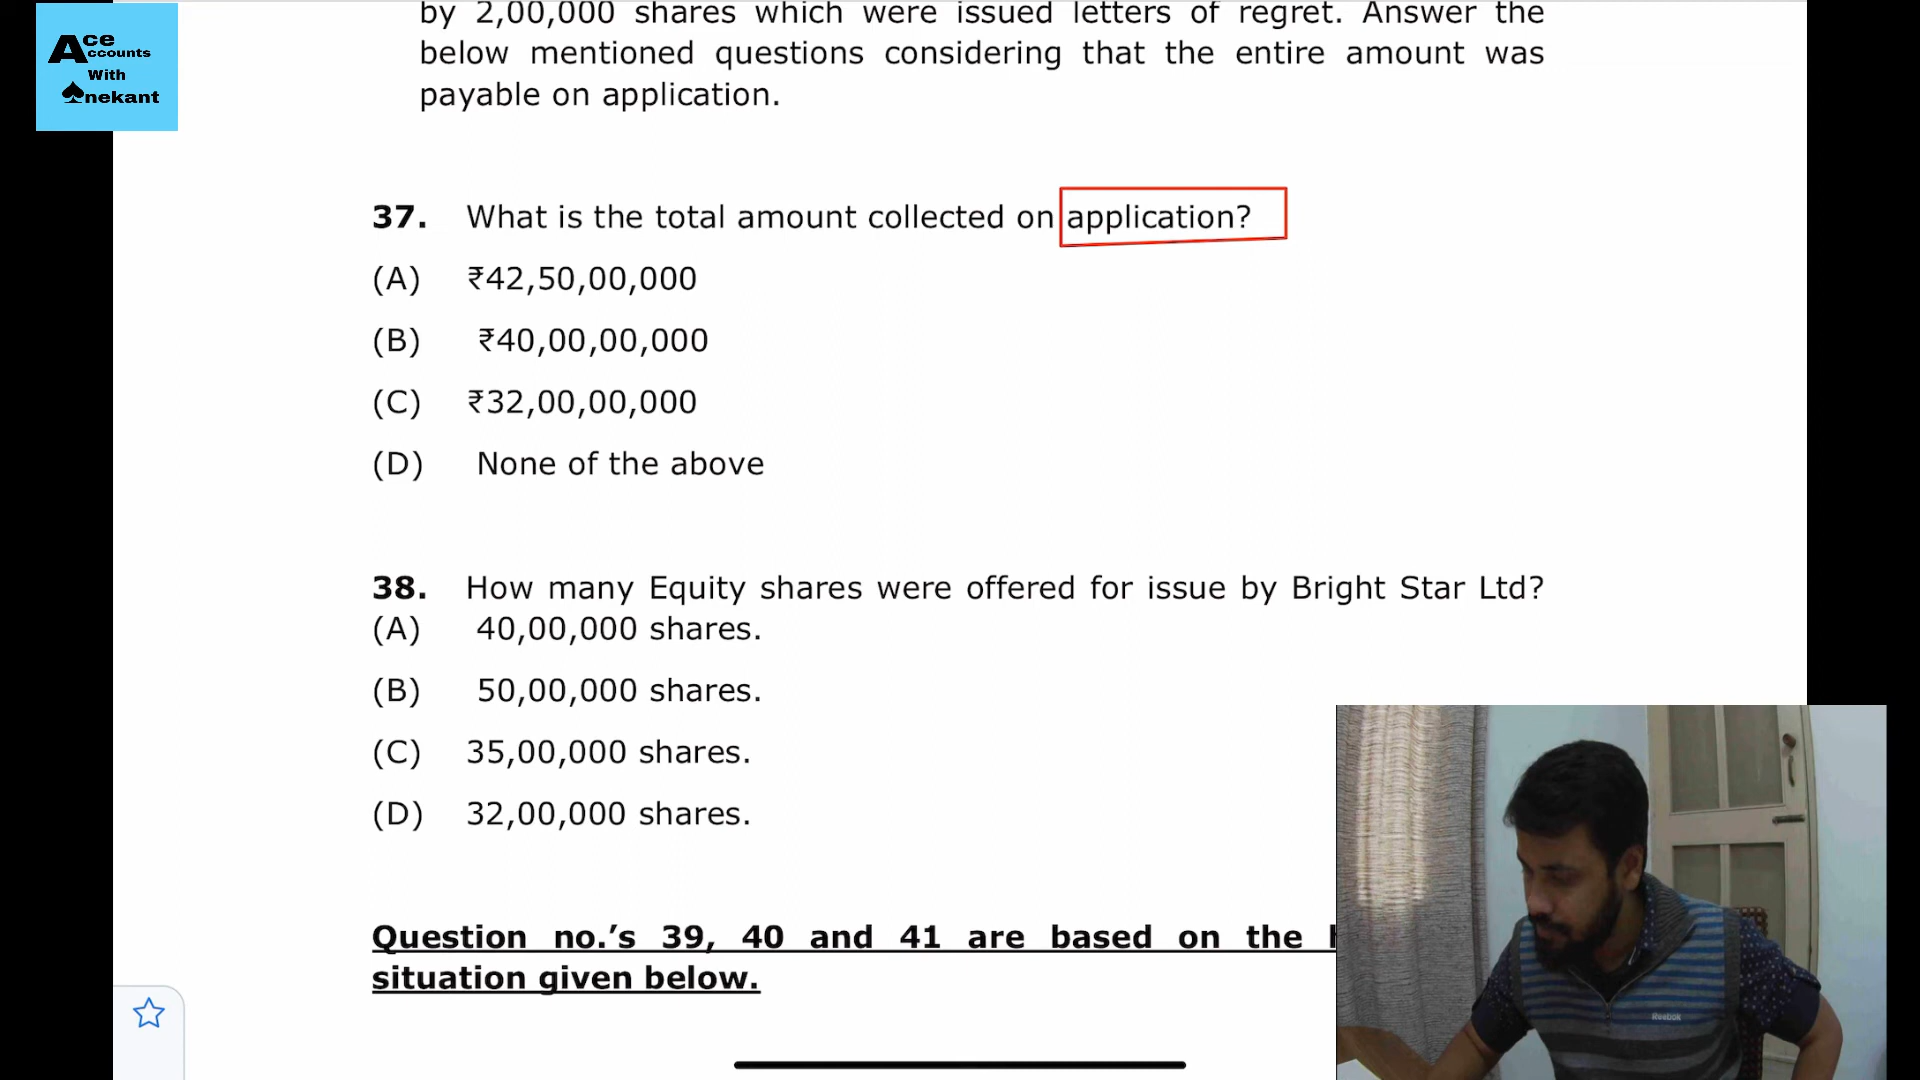 Ace
Accounts
With
Anekant
by 2,00,000 shares which were issued letters of regret. Answer the
below mentioned questions considering that the entire amount was
payable on application.
37. What is the total amount collected on application?
(A) ₹42,50,00,000
(B) ₹40,00,00,000
(C) ₹32,00,00,000
(D) None of the above
38. How many Equity shares were offered for issue by Bright Star Ltd?
(A) 40,00,000 shares.
(B) 50,00,000 shares.
(C) 35,00,000 shares.
(D) 32,00,000 shares.
Question no.’s 39, 40 and 41 are based on the
situation given below.
Reebok